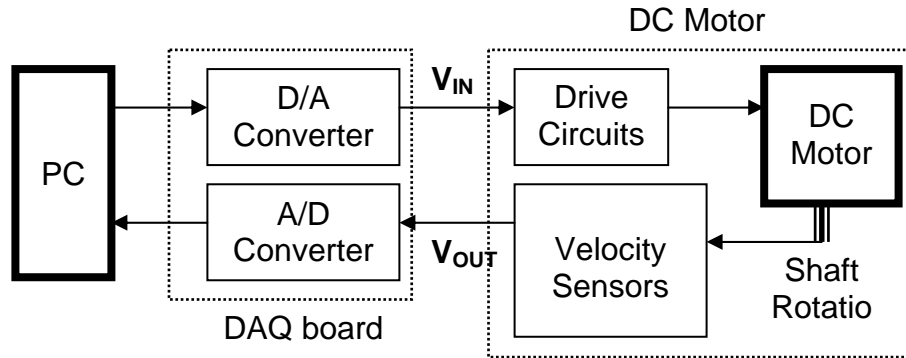 DC Motor
D/A
Converter
V_IN
Drive
Circuits
DC
Motor
PC
A/D
Converter
V_OUT
Velocity
Sensors
Shaft
Rotatio
DAQ board